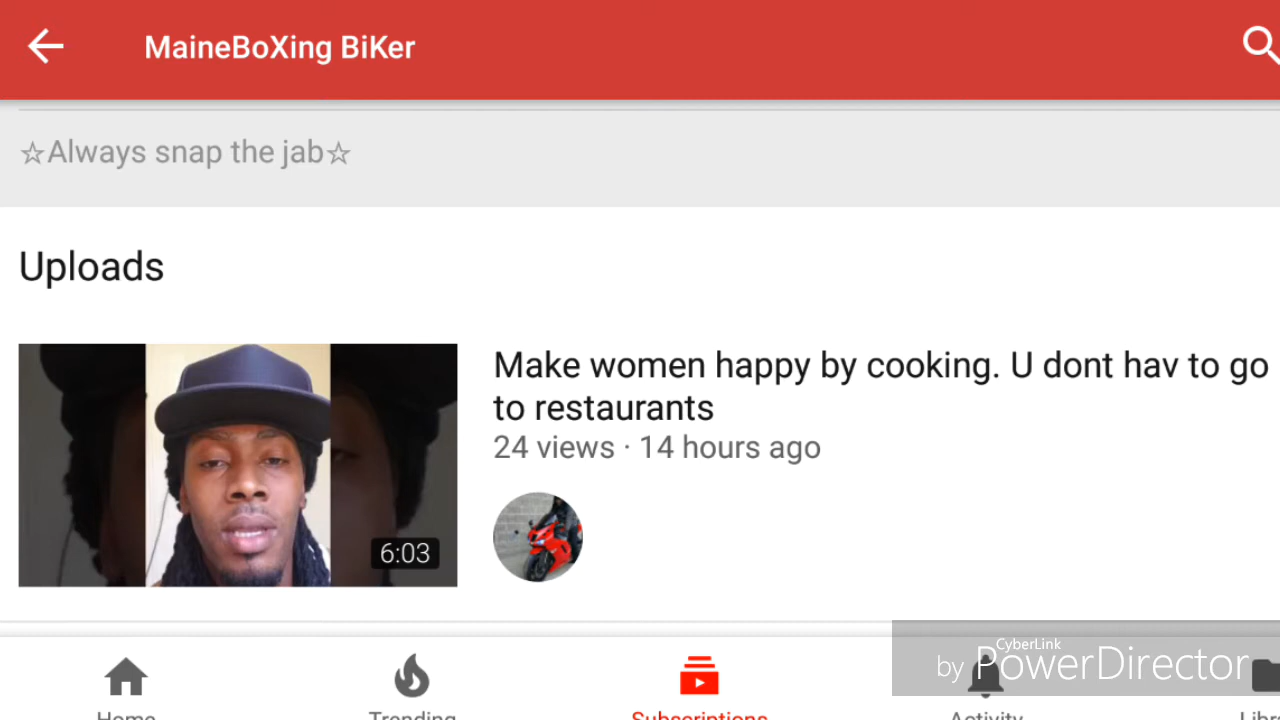 MaineBoXing BiKer
☆Always snap the jab☆
Uploads
Make women happy by cooking. U dont hav to go
to restaurants
24 views · 14 hours ago
6:03
CyberLink
by PowerDirector
Home
Trending
Subscriptions
Activity